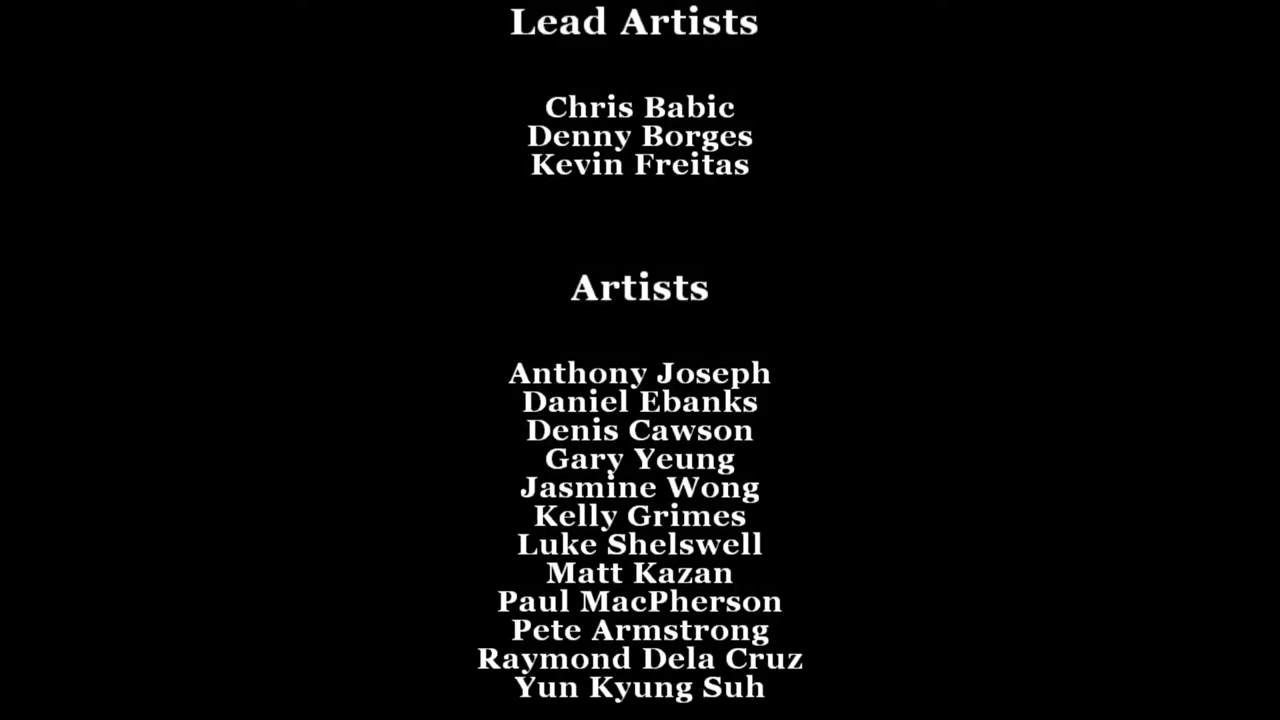 Lead Artists
Chris Babic
Denny Borges
Kevin Freitas
Artists
Anthony Joseph
Daniel Ebanks
Denis Cawson
Gary Yeung
Jasmine Wong
Kelly Grimes
Luke Shelswell
Matt Kazan
Paul MacPherson
Pete Armstrong
Raymond Dela Cruz
Yun Kyung Suh